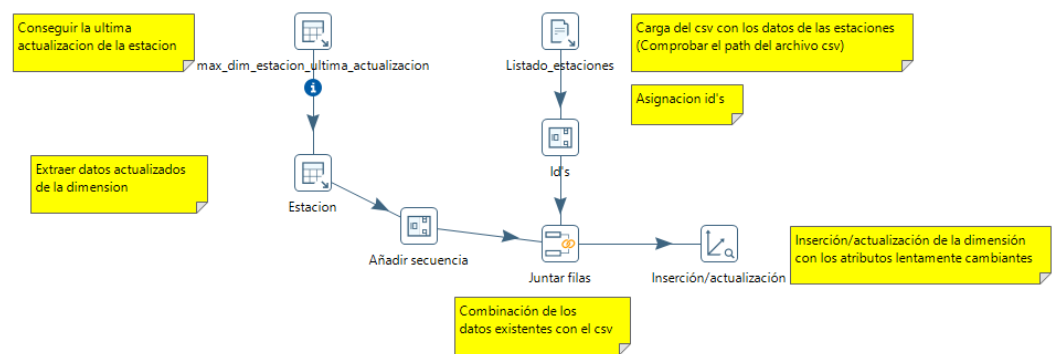 Conseguir la ultima
actualizacion de la estacion
max_dim_estacion_ultima_actualizacion
Listado_estaciones
Carga del csv con los datos de las estaciones
(Comprobar el path del archivo csv)
Asignacion id's
Id's
Extraer datos actualizados
de la dimension
Estacion
Añadir secuencia
Juntar filas
Inserción/actualización
Inserción/actualización de la dimensión
con los atributos lentamente cambiantes
Combinación de los
datos existentes con el csv